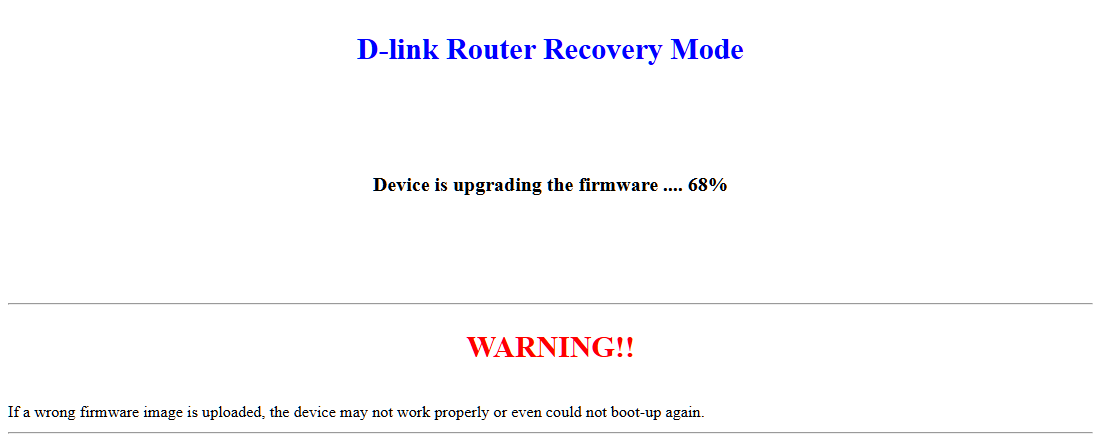 D-link Router Recovery Mode
Device is upgrading the firmware .... 68%
WARNING!!
If a wrong firmware image is uploaded, the device may not work properly or even could not boot-up again.